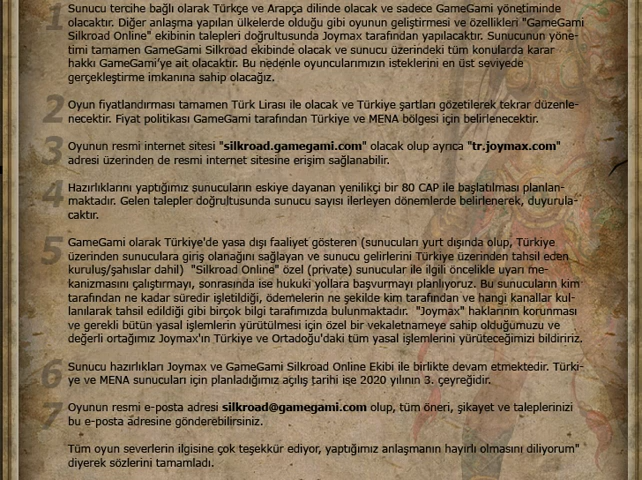 1 Sunucu tercihe bağlı olarak Türkçe ve Arapça dilinde olacak ve sadece GameGami yönetiminde
olacaktır. Diğer anlaşma yapılan ülkelerde olduğu gibi oyunun geliştirmesi ve özellikleri "GameGami
Silkroad Online" ekibinin talepleri doğrultusunda Joymax tarafından yapılacaktır. Sunucunun yöne-
timi tamamen GameGami Silkroad ekibinde olacak ve sunucu üzerindeki tüm konularda karar
hakkı GameGami'ye ait olacaktır. Bu nedenle oyuncularımızın isteklerini en üst seviyede
gerçekleştirme imkanına sahip olacağız.
2 Oyun fiyatlandırması tamamen Türk Lirası ile olacak ve Türkiye şartları gözetilerek tekrar düzenle-
necektir. Fiyat politikası GameGami tarafından Türkiye ve MENA bölgesi için belirlenecektir.
3 Oyunun resmi internet sitesi "silkroad.gamegami.com" olacak olup ayrıca "tr.joymax.com"
adresi üzerinden de resmi internet sitesine erişim sağlanabilir.
4 Hazırlıklarını yaptığımız sunucuların eskiye dayanan yenilikçi bir 80 CAP ile başlatılması planlan-
maktadır. Gelen talepler doğrultusunda sunucu sayısı ilerleyen dönemlerde belirlenerek, duyurula-
caktır.
5 GameGami olarak Türkiye'de yasa dışı faaliyet gösteren (sunucuları yurt dışında olup, Türkiye
üzerinden sunuculara giriş olanağını sağlayan ve sunucu gelirlerini Türkiye üzerinden tahsil eden
kuruluş/şahıslar dahil) "Silkroad Online" özel (private) sunucular ile ilgili öncelikle uyarı me-
kanizmasını çalıştırmayı, sonrasında ise hukuki yollara başvurmayı planlıyoruz. Bu sunucuların kim
tarafından ne kadar süredir işletildiği, ödemelerin ne şekilde kim tarafından ve hangi kanallar kul-
lanılarak tahsil edildiği gibi birçok bilgi tarafımızda bulunmaktadır. "Joymax" haklarının korunması
ve gerekli bütün yasal işlemlerin yürütülmesi için özel bir vekaletnameye sahip olduğumuzu ve
değerli ortağımız Joymax'ın Türkiye ve Ortadoğu'daki tüm yasal işlemlerini yürüteceğimizi bildiririz.
6 Sunucu hazırlıkları Joymax ve GameGami Silkroad Online Ekibi ile birlikte devam etmektedir. Türki-
ye ve MENA sunucuları için planladığımız açılış tarihi ise 2020 yılının 3. çeyreğidir.
7 Oyunun resmi e-posta adresi silkroad@gamegami.com olup, tüm öneri, şikayet ve taleplerinizi
bu e-posta adresine gönderebilirsiniz.
Tüm oyun severlerin ilgisine çok teşekkür ediyor, yaptığımız anlaşmanın hayırlı olmasını diliyorum"
diyerek sözlerini tamamladı.